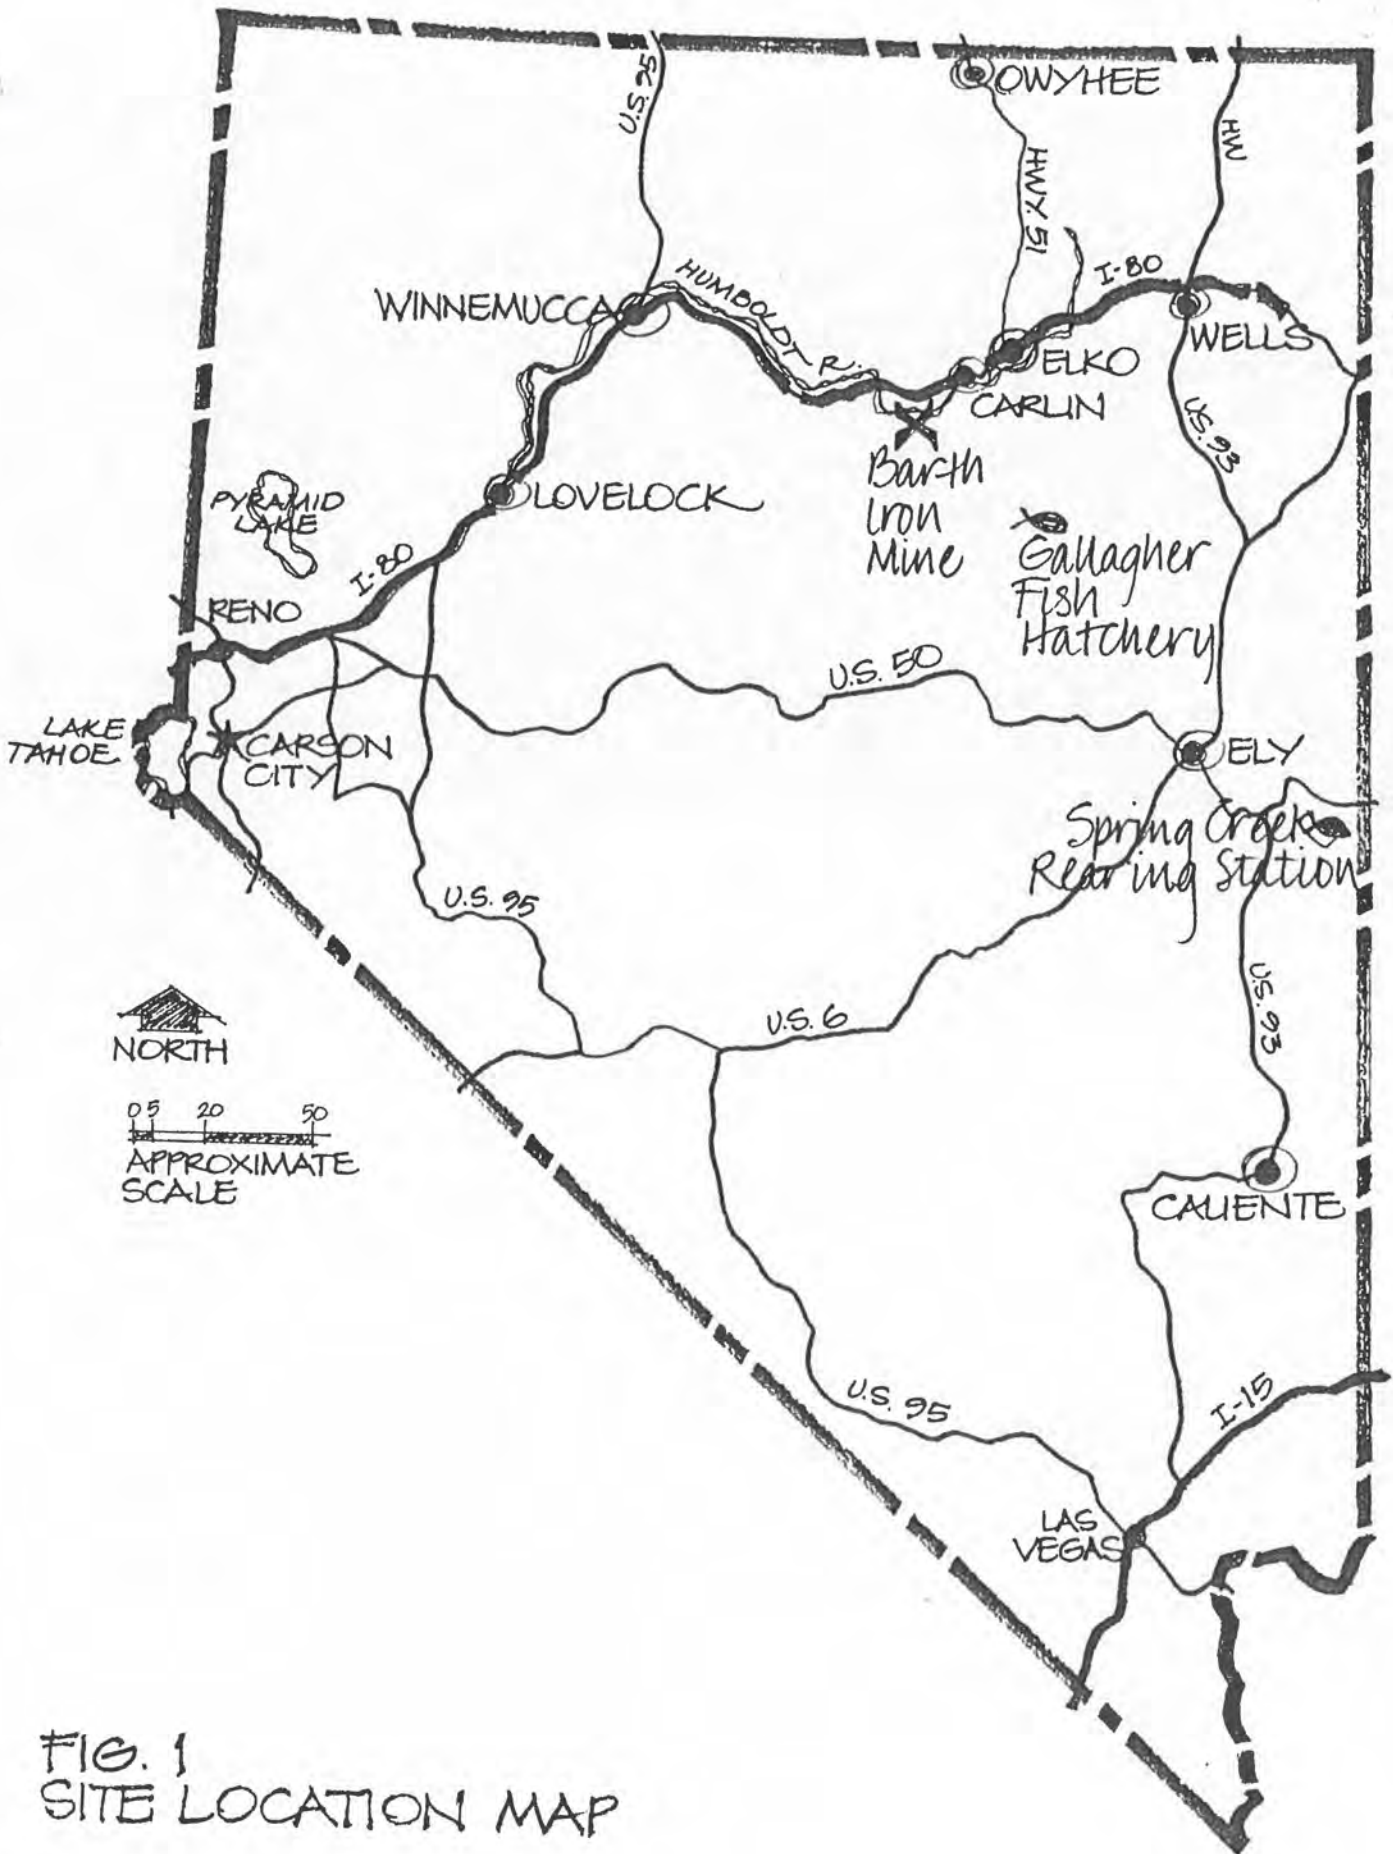 U.S. 95
OWYHEE
HWY. 51
HW
I-80
WINNEMUCCA
HUMBOLDT R.
WELLS
ELKO
CARLIN
U.S. 93
Barth
Iron
Mine
LOVELOCK
PYRAMID
LAKE
I-80
Gallagher
Fish
Hatchery
RENO
U.S. 50
LAKE
TAHOE
CARSON
CITY
ELY
Spring Creek
Rearing Station
U.S. 95
U.S. 93
U.S. 6
NORTH
0 5 20 50
APPROXIMATE
SCALE
CALIENTE
I-15
U.S. 95
LAS
VEGAS
FIG. 1
SITE LOCATION MAP